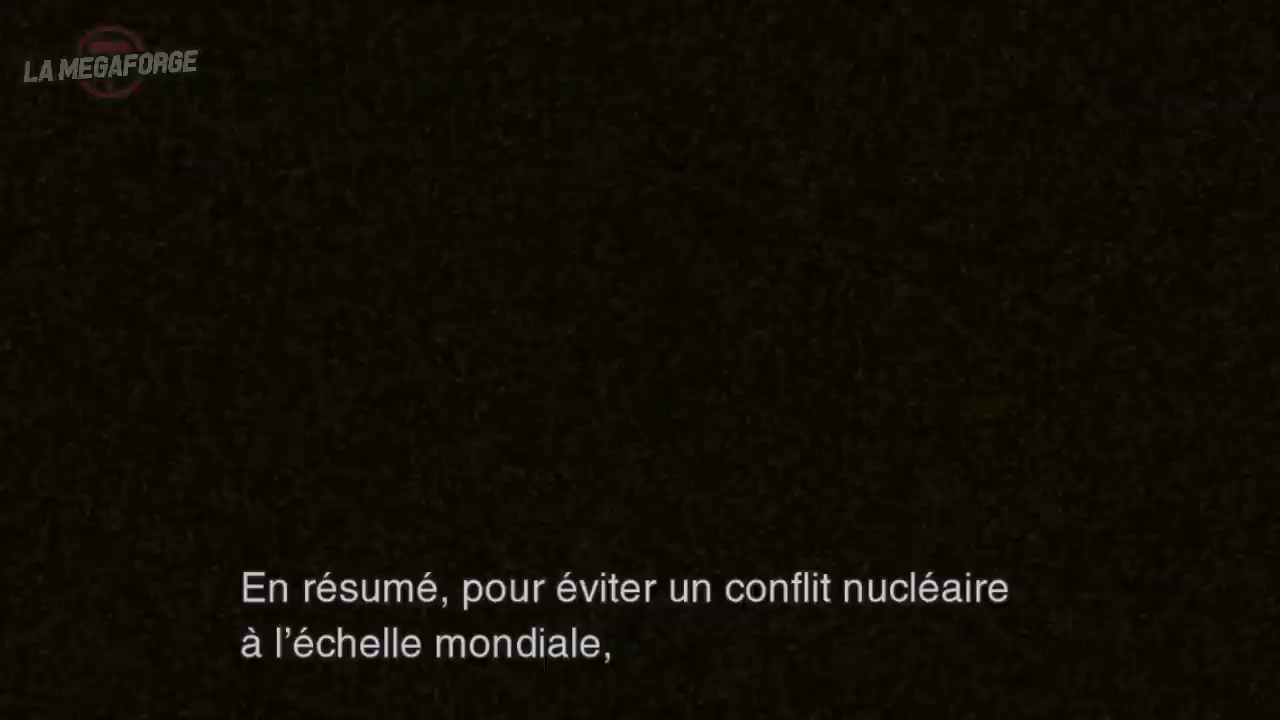 LA MEGAFORGE
En résumé, pour éviter un conflit nucléaire
à l’échelle mondiale,